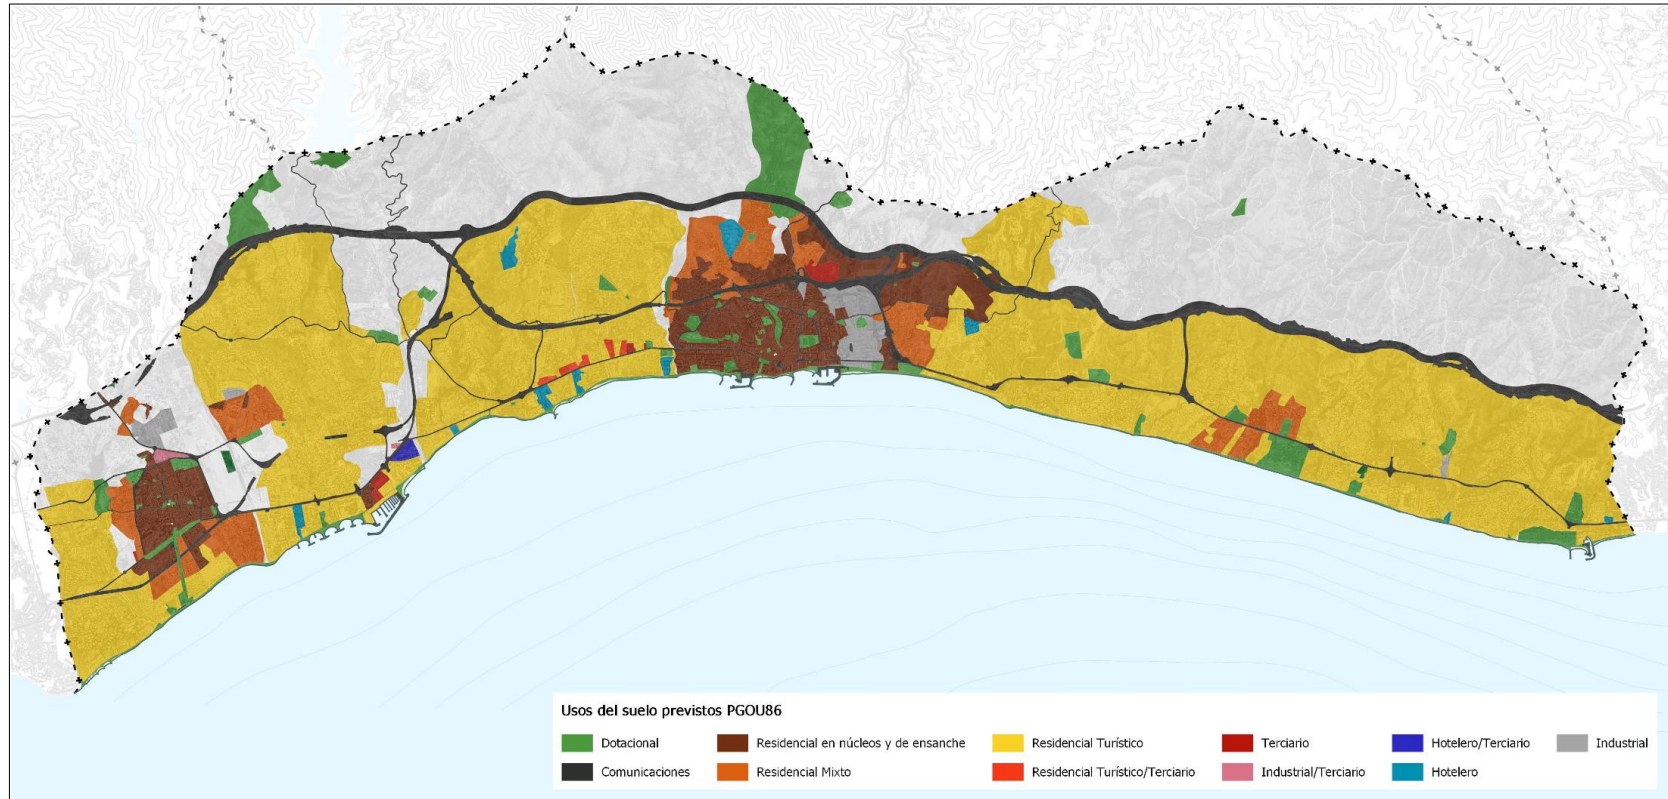 Usos del suelo previstos PGOU86
Dotacional
Residencial en núcleos y de ensanche
Residencial Turístico
Terciario
Hotelero/Terciario
Industrial
Comunicaciones
Residencial Mixto
Residencial Turístico/Terciario
Industrial/Terciario
Hotelero